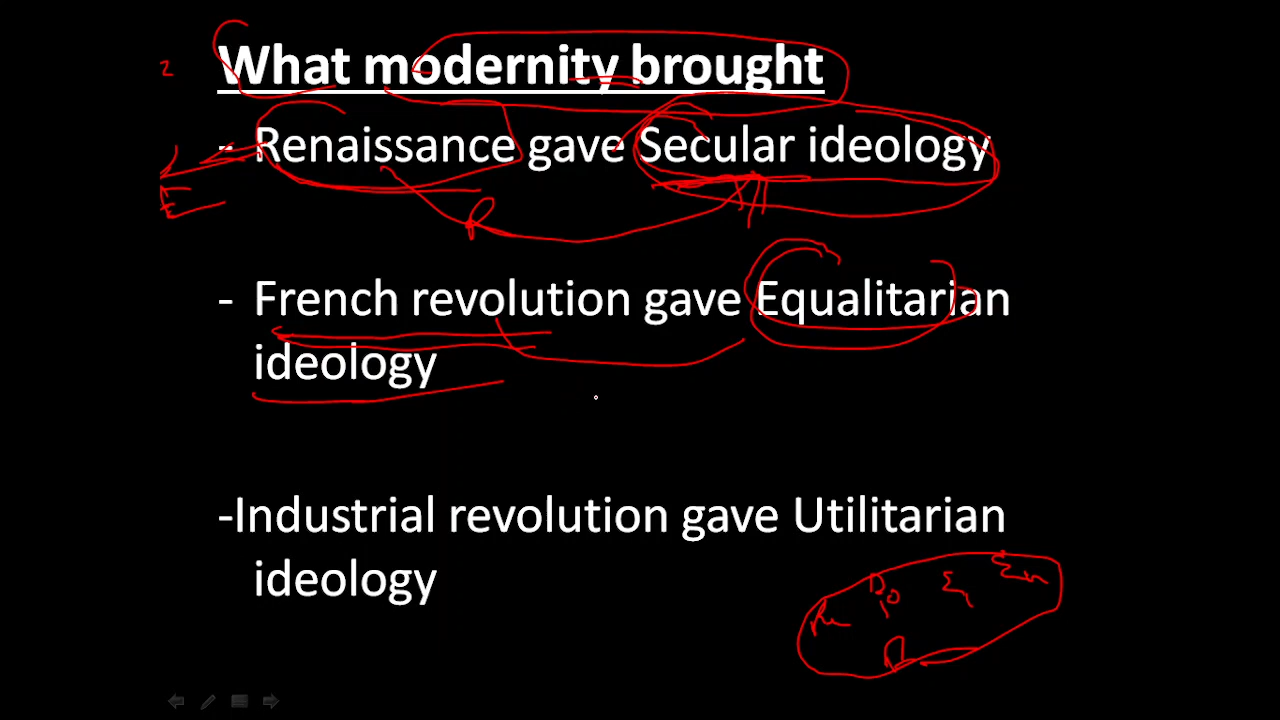 What modernity brought
- Renaissance gave Secular ideology
- French revolution gave Equalitarian
ideology
-Industrial revolution gave Utilitarian
ideology